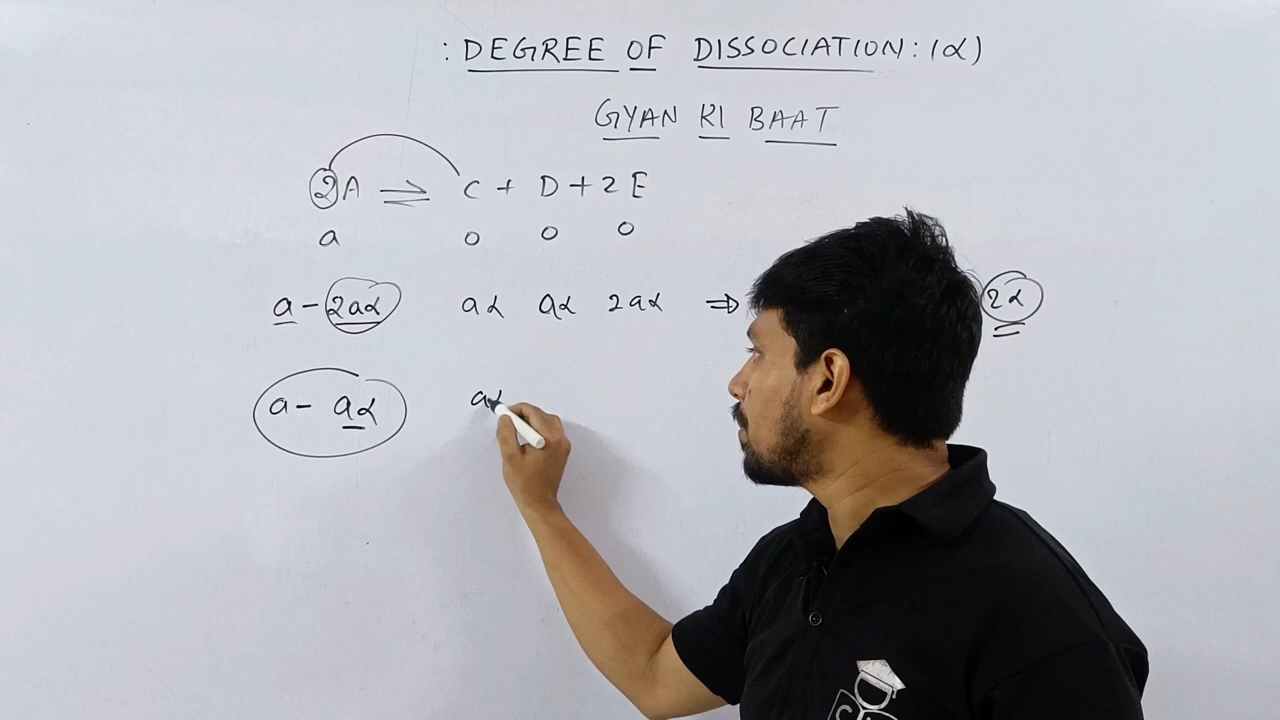 : DEGREE OF DISSOCIATION : (α)
GYAN KI BAAT
2A ⇌ C + D + 2E
a 0 0 0
a - 2aα aα aα 2aα ⇒ 2α
a - aα aα